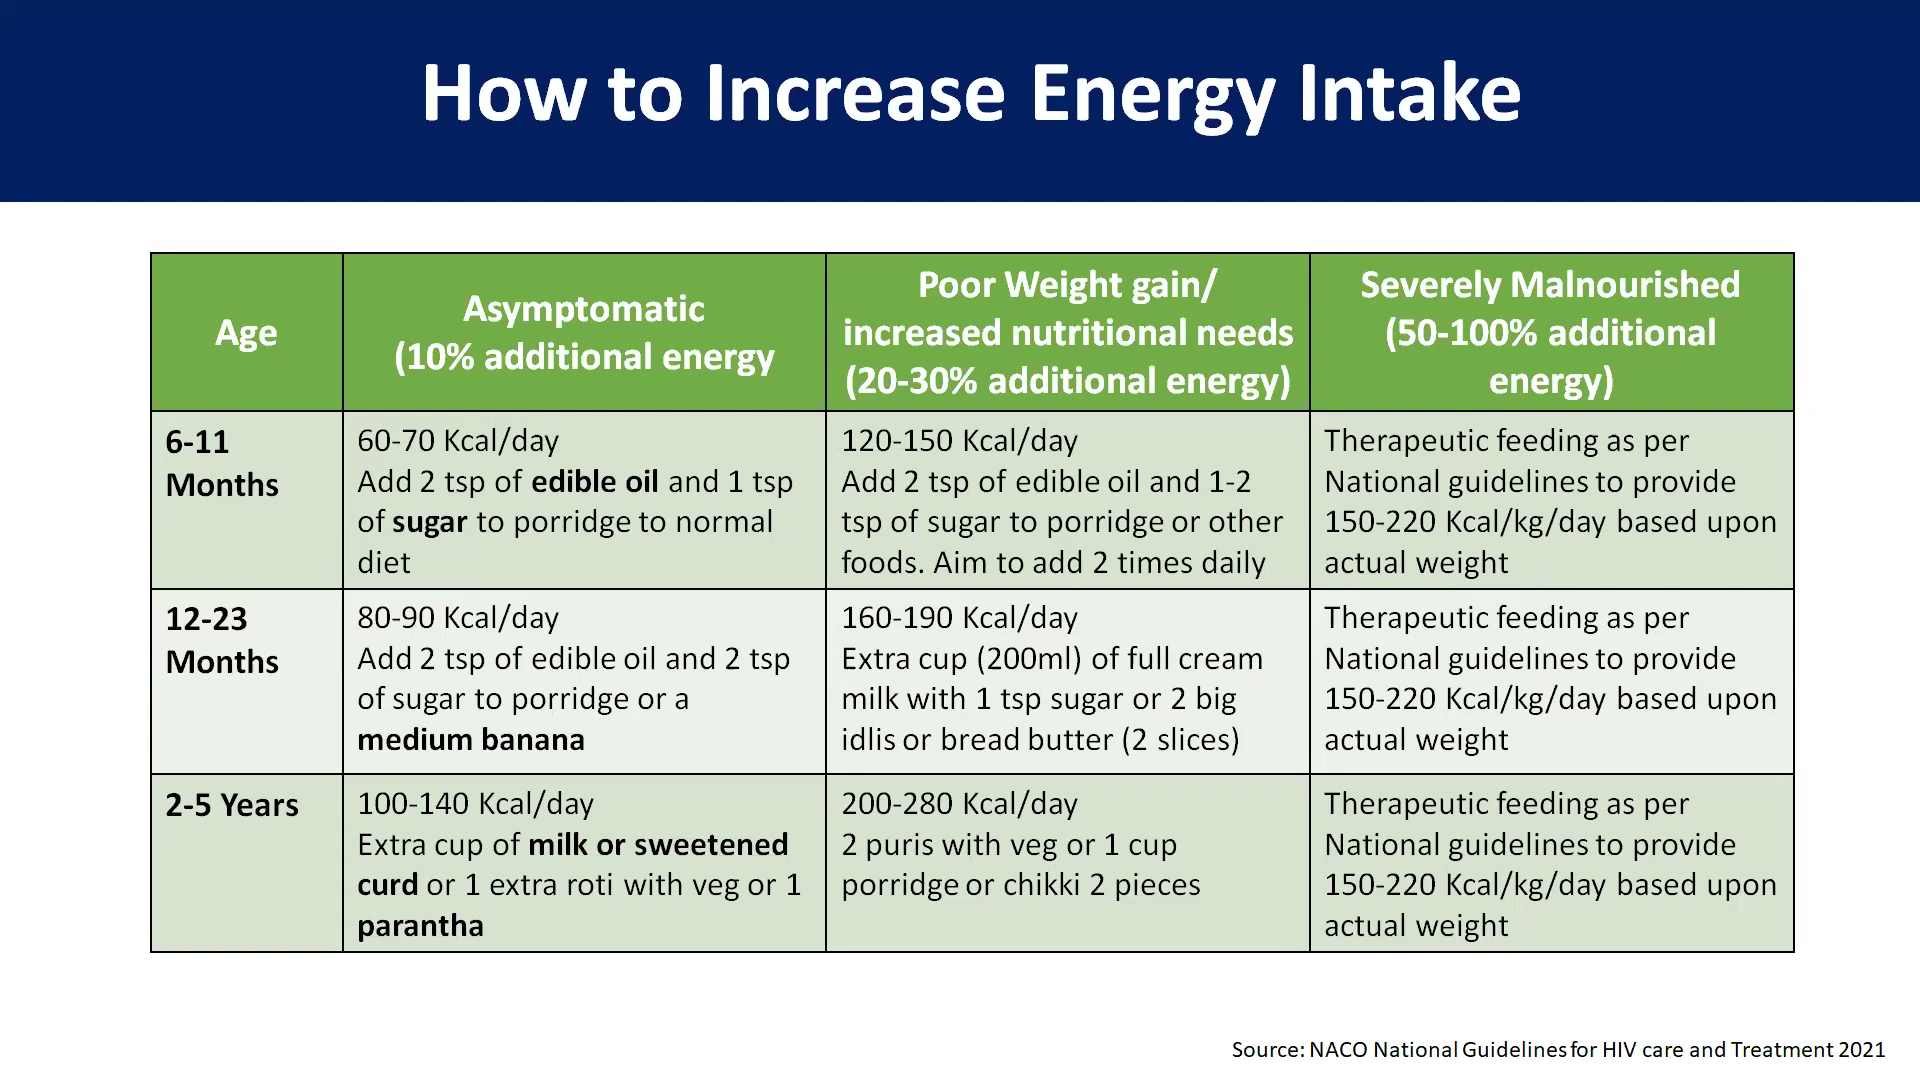 How to Increase Energy Intake
Age
Asymptomatic
(10% additional energy
Poor Weight gain/
increased nutritional needs
(20-30% additional energy)
Severely Malnourished
(50-100% additional
energy)
6-11
Months
60-70 Kcal/day
Add 2 tsp of edible oil and 1 tsp
of sugar to porridge to normal
diet
120-150 Kcal/day
Add 2 tsp of edible oil and 1-2
tsp of sugar to porridge or other
foods. Aim to add 2 times daily
Therapeutic feeding as per
National guidelines to provide
150-220 Kcal/kg/day based upon
actual weight
12-23
Months
80-90 Kcal/day
Add 2 tsp of edible oil and 2 tsp
of sugar to porridge or a
medium banana
160-190 Kcal/day
Extra cup (200ml) of full cream
milk with 1 tsp sugar or 2 big
idlis or bread butter (2 slices)
Therapeutic feeding as per
National guidelines to provide
150-220 Kcal/kg/day based upon
actual weight
2-5 Years
100-140 Kcal/day
Extra cup of milk or sweetened
curd or 1 extra roti with veg or 1
parantha
200-280 Kcal/day
2 puris with veg or 1 cup
porridge or chikki 2 pieces
Therapeutic feeding as per
National guidelines to provide
150-220 Kcal/kg/day based upon
actual weight
Source: NACO National Guidelines for HIV care and Treatment 2021